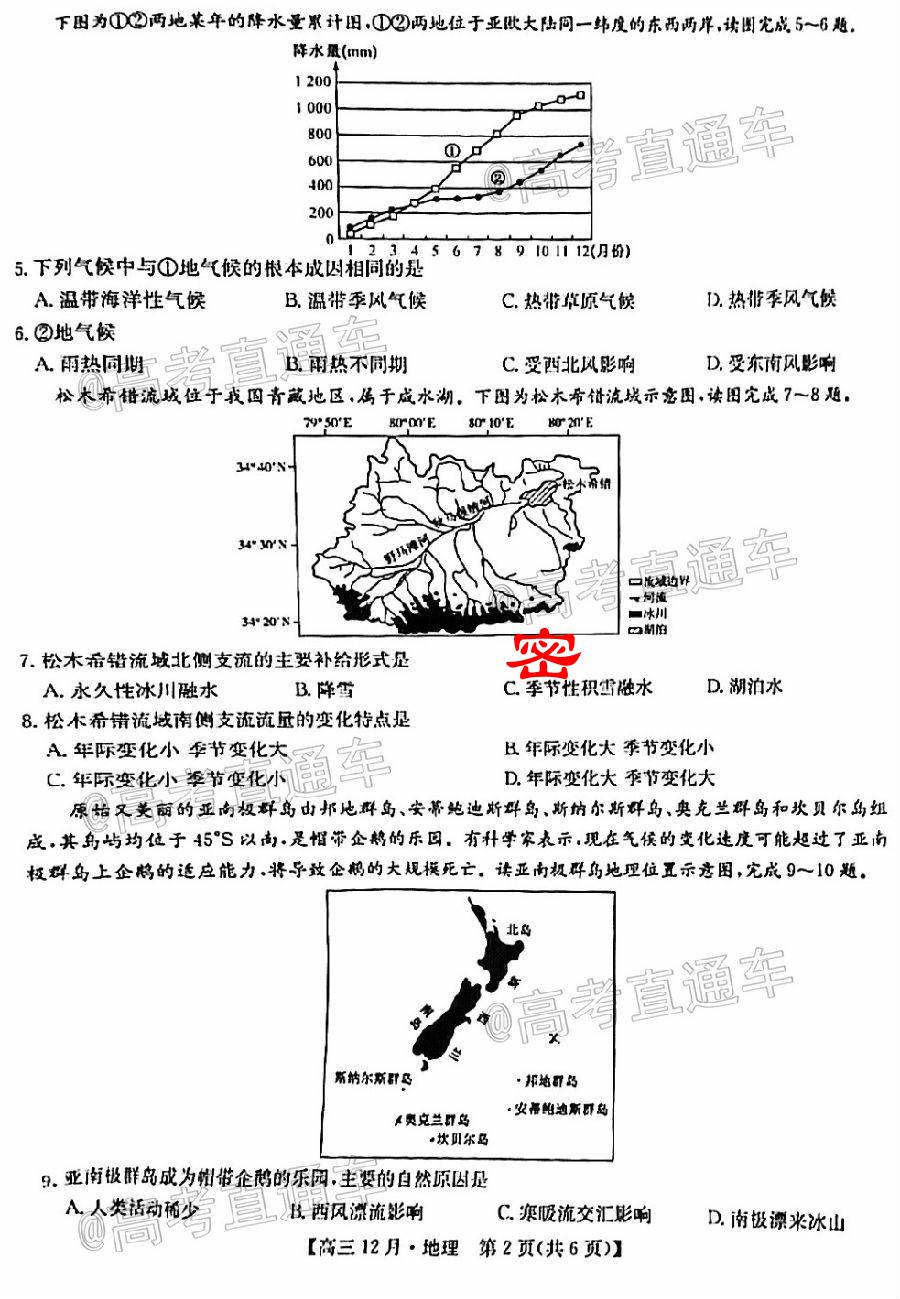 下图为①②两地某年的降水量累计图,①②两地位于亚欧大陆同一纬度的东西两岸,读图完成5~6题。
降水量(mm)
1 200
1 000
800
600
400
200
0
①
②
1 2 3 4 5 6 7 8 9 10 11 12(月份)
@高考直通车
5.下列气候中与①地气候的根本成因相同的是
A.温带海洋性气候 B.温带季风气候 C.热带草原气候 D.热带季风气候
6.②地气候
A.雨热同期 B.雨热不同期 C.受西北风影响 D.受东南风影响
@高考直通车
松木希错流域位于我国青藏地区,属于咸水湖。下图为松木希错流域示意图,读图完成7~8题。
79°50′E 80°00′E 80°10′E 80°20′E
34°40′N
34°30′N
34°20′N
松木希错
野马滩河
流域边界
河流
冰川
湖泊
@高考直通车
密
7.松木希错流域北侧支流的主要补给形式是
A.永久性冰川融水 B.降雪 C.季节性积雪融水 D.湖泊水
8.松木希错流域南侧支流流量的变化特点是
A.年际变化小 季节变化大 B.年际变化大 季节变化小
C.年际变化小 季节变化小 D.年际变化大 季节变化大
@高考直通车
原始又美丽的亚南极群岛由邦地群岛、安蒂鲍迪斯群岛、斯纳尔斯群岛、奥克兰群岛和坎贝尔岛组
成,其岛屿均位于45°S以南,是帽带企鹅的乐园。有科学家表示,现在气候的变化速度可能超过了亚南
极群岛上企鹅的适应能力,将导致企鹅的大规模死亡。读亚南极群岛地理位置示意图,完成9~10题。
北岛
南岛
新西兰
斯纳尔斯群岛
邦地群岛
安蒂鲍迪斯群岛
奥克兰群岛
坎贝尔岛
@高考直通车
9.亚南极群岛成为帽带企鹅的乐园,主要的自然原因是
A.人类活动稀少 B.西风漂流影响 C.寒暖流交汇影响 D.南极漂来冰山
@高考直通车
【高三12月·地理 第2页(共6页)】